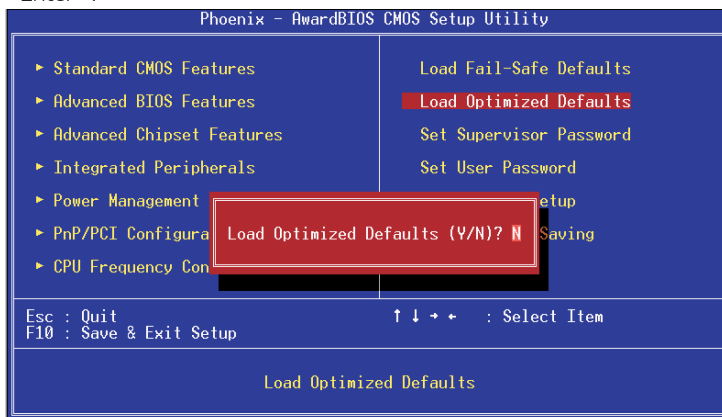 Phoenix - AwardBIOS CMOS Setup Utility
► Standard CMOS Features
► Advanced BIOS Features
► Advanced Chipset Features
► Integrated Peripherals
► Power Management
► PnP/PCI Configura
► CPU Frequency Con
Load Fail-Safe Defaults
Load Optimized Defaults
Set Supervisor Password
Set User Password
etup
Saving
Load Optimized Defaults (Y/N)? N
Esc : Quit
F10 : Save & Exit Setup
↑ ↓ → ← : Select Item
Load Optimized Defaults